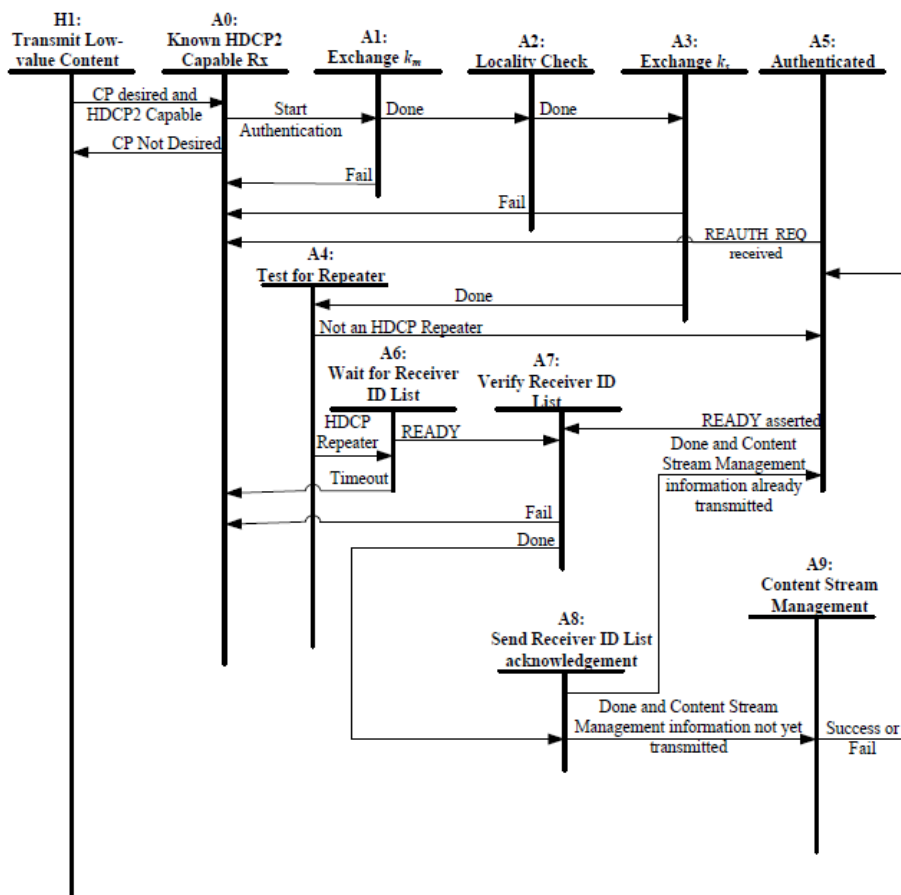 H1:
Transmit Low-
value Content
A0:
Known HDCP2
Capable Rx
A1:
Exchange km
A2:
Locality Check
A3:
Exchange ks
A5:
Authenticated
CP desired and
HDCP2 Capable
Start
Authentication
Done
Done
CP Not Desired
Fail
Fail
REAUTH_REQ
received
A4:
Test for Repeater
Done
Not an HDCP Repeater
A6:
Wait for Receiver
ID List
A7:
Verify Receiver ID
List
HDCP
Repeater
READY
READY asserted
Done and Content
Stream Management
information already
transmitted
Timeout
Fail
Done
A9:
Content Stream
Management
A8:
Send Receiver ID List
acknowledgement
Done and Content Stream
Management information not yet
transmitted
Success or
Fail